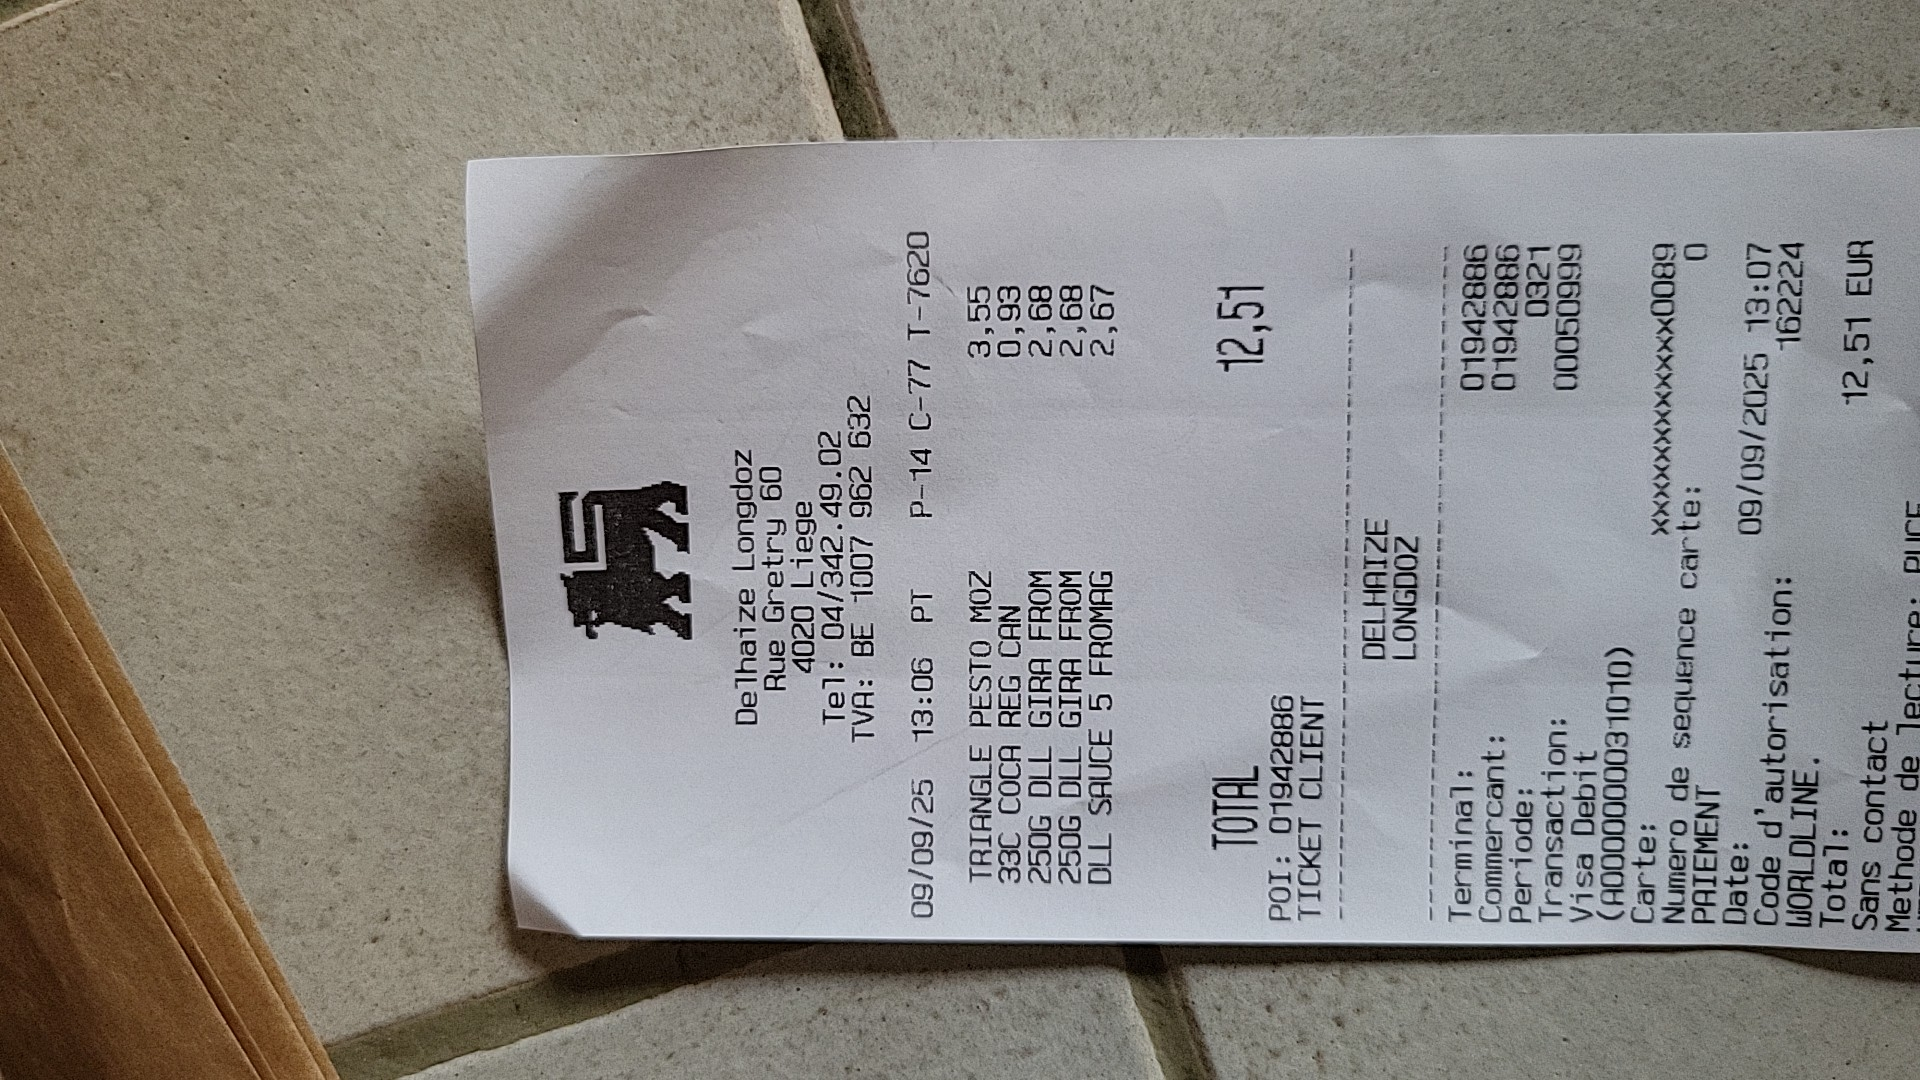 Delhaize Longdoz
Rue Gretry 60
4020 Liege
Tel: 04/342.49.02
TVA: BE 1007 962 632
09/09/25 13:06 PT P-14 C-77 T-7620
TRIANGLE PESTO MOZ 3,55
33C COCA REG CAN 0,93
250G DLL GIRA FROM 2,68
250G DLL GIRA FROM 2,68
DLL SAUCE 5 FROMAG 2,67
TOTAL 12,51
POI: 01942886
TICKET CLIENT
--------------------------------
DELHAIZE
LONGDOZ
--------------------------------
Terminal: 01942886
Commercant: 01942886
Periode: 0321
Transaction: 00050999
Visa Debit
(A0000000031010)
Carte: xxxxxxxxxxxxxxx0089
Numero de sequence carte: 0
PAIEMENT
Date: 09/09/2025 13:07
Code d'autorisation: 162224
WORLDLINE.
Total: 12,51 EUR
Sans contact
Methode de lecture: PUCE